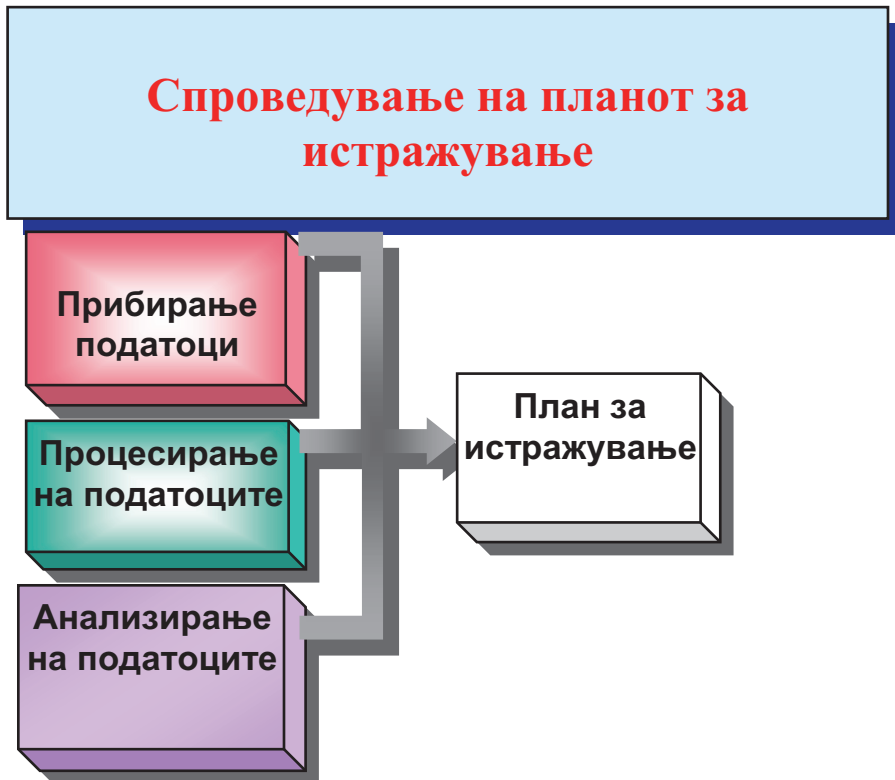 Спроведување на планот за
истражување
Прибирање
податоци
Процесирање
на податоците
Анализирање
на податоците
План за
истражување